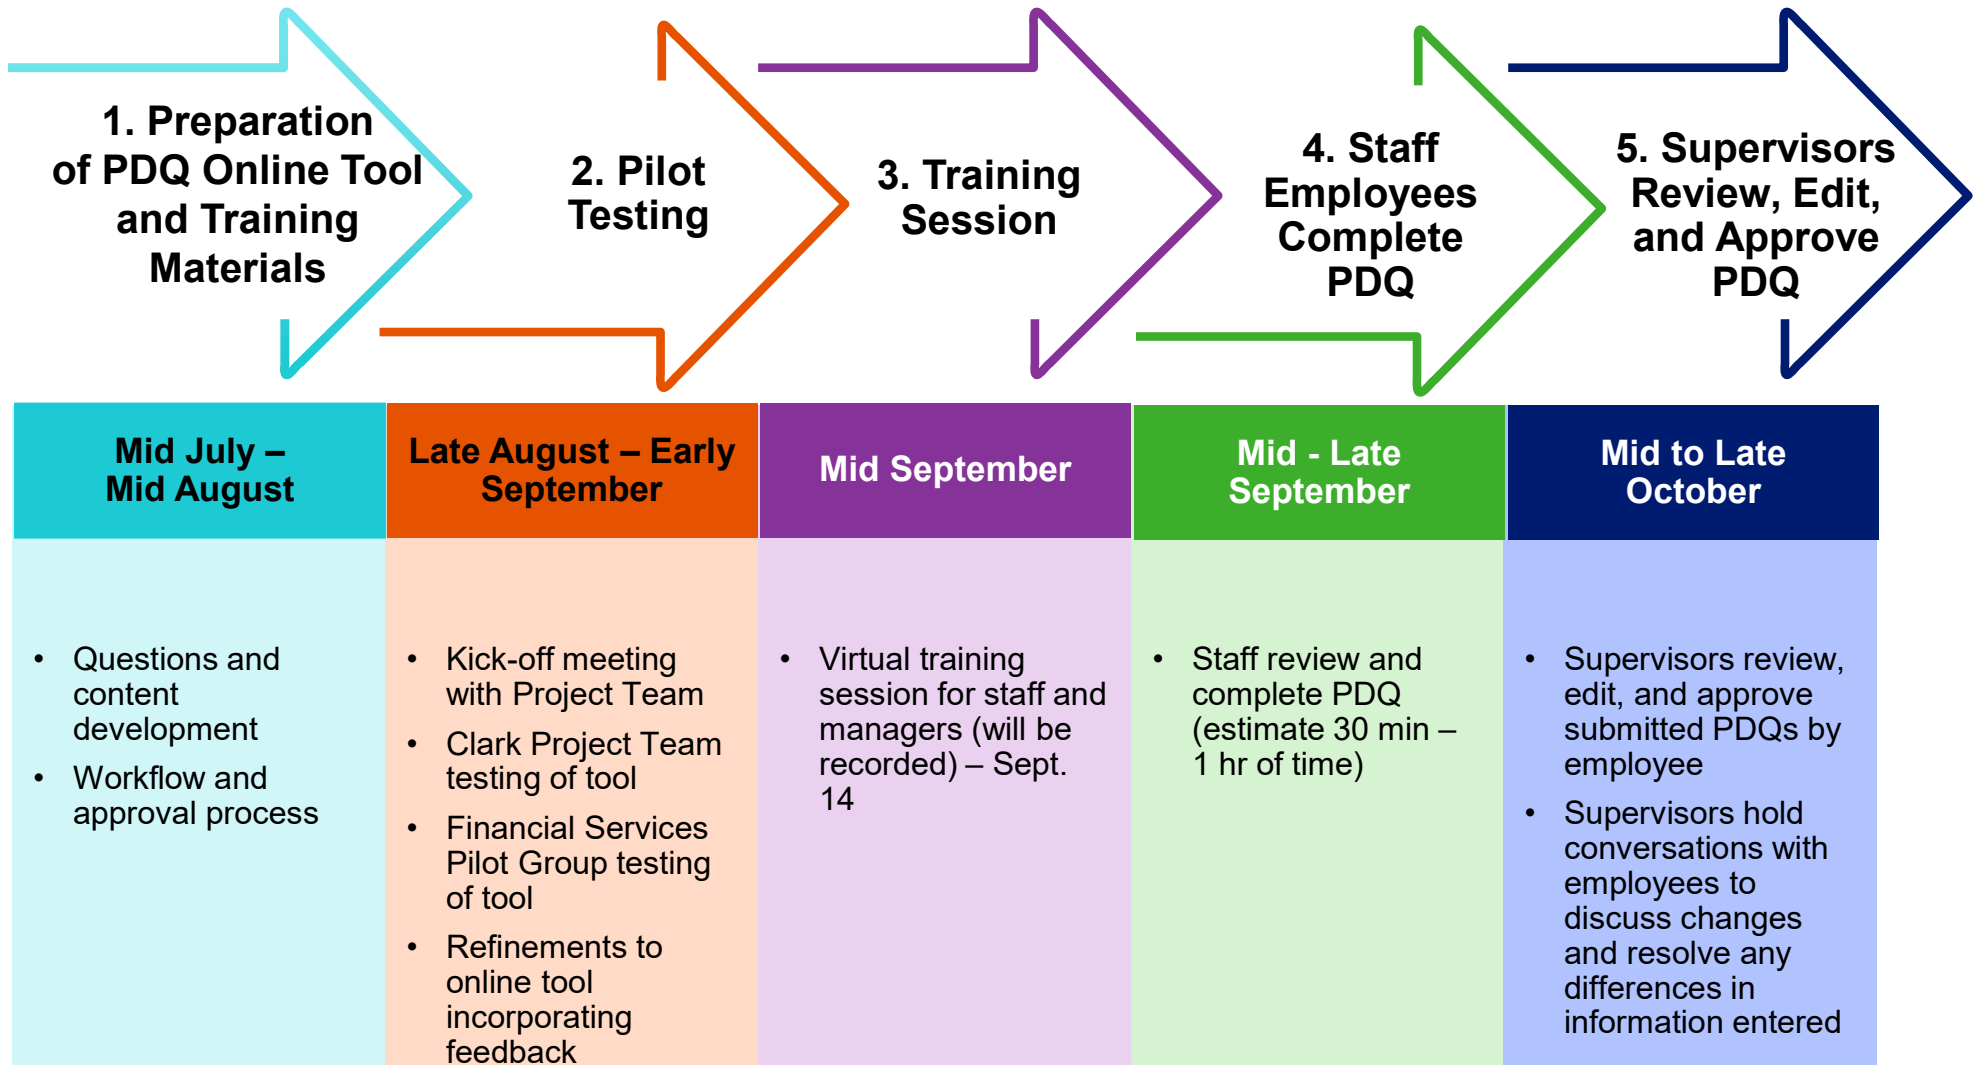 1. Preparation
of PDQ Online Tool
and Training
Materials
2. Pilot
Testing
3. Training
Session
4. Staff
Employees
Complete
PDQ
5. Supervisors
Review, Edit,
and Approve
PDQ
Mid July –
Mid August
Late August – Early
September
Mid September
Mid - Late
September
Mid to Late
October
• Questions and
content
development
• Workflow and
approval process
• Kick-off meeting
with Project Team
• Clark Project Team
testing of tool
• Financial Services
Pilot Group testing
of tool
• Refinements to
online tool
incorporating
feedback
• Virtual training
session for staff and
managers (will be
recorded) – Sept.
14
• Staff review and
complete PDQ
(estimate 30 min –
1 hr of time)
• Supervisors review,
edit, and approve
submitted PDQs by
employee
• Supervisors hold
conversations with
employees to
discuss changes
and resolve any
differences in
information entered